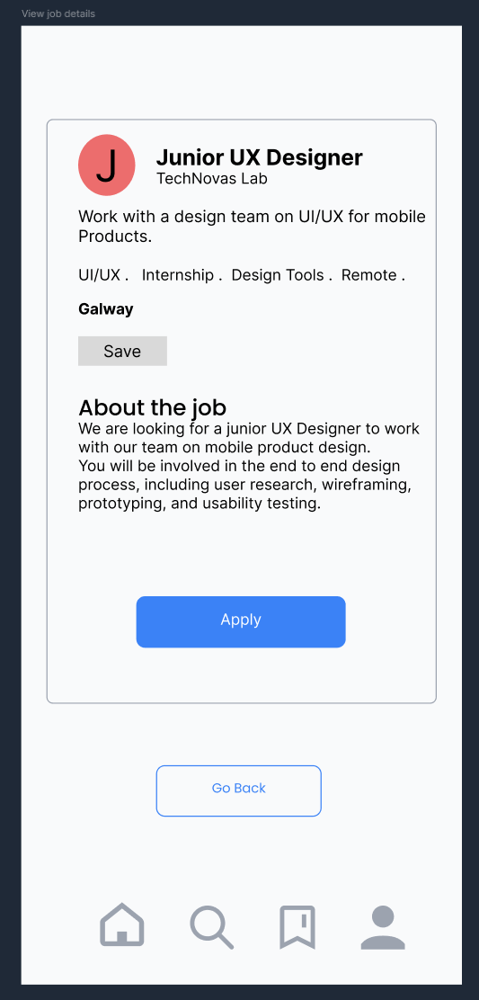 View job details
J
Junior UX Designer
TechNovas Lab
Work with a design team on UI/UX for mobile
Products.
UI/UX .   Internship .  Design Tools .  Remote .
Galway
Save
About the job
We are looking for a junior UX Designer to work
with our team on mobile product design.
You will be involved in the end to end design
process, including user research, wireframing,
prototyping, and usability testing.
Apply
Go Back